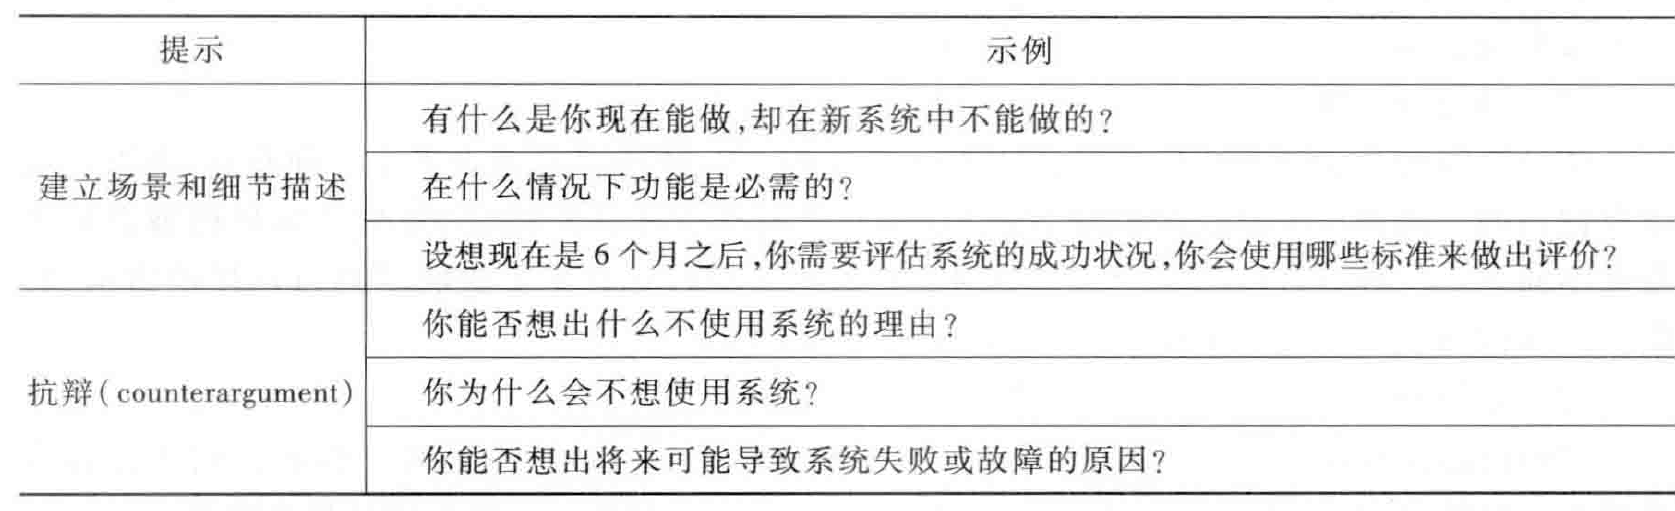 提示 示例
有什么是你现在能做,却在新系统中不能做的?
建立场景和细节描述 在什么情况下功能是必需的?
设想现在是6个月之后,你需要评估系统的成功状况,你会使用哪些标准来做出评价?
你能否想出什么不使用系统的理由?
抗辩(counterargument) 你为什么会不想使用系统?
你能否想出将来可能导致系统失败或故障的原因?